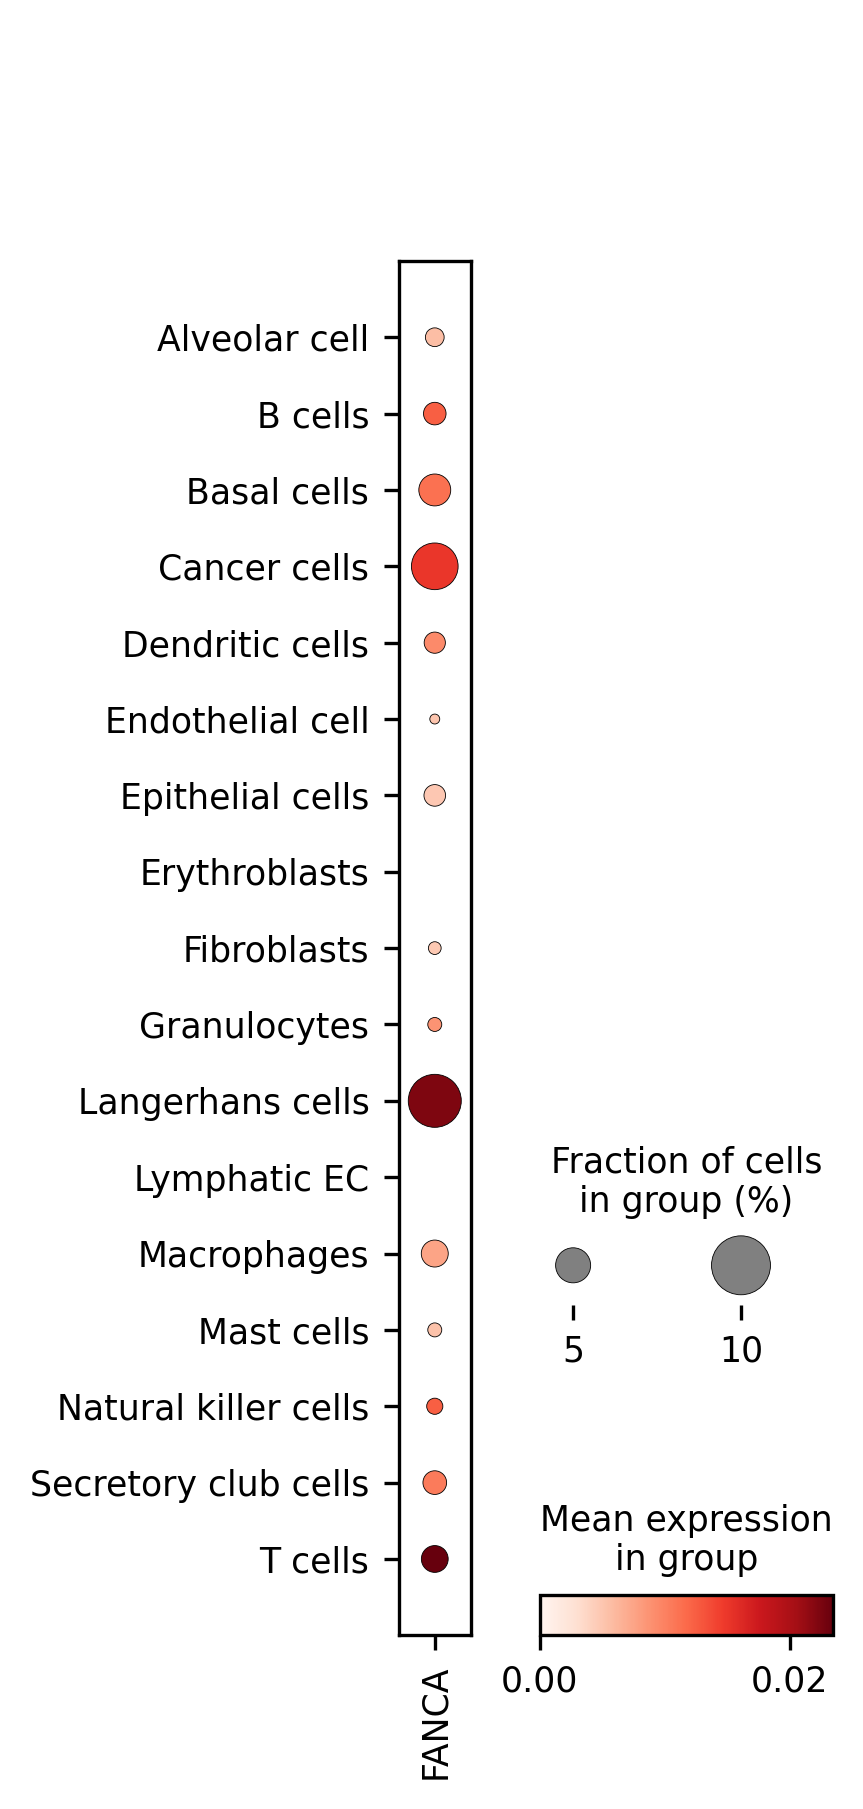 Alveolar cell
B cells
Basal cells
Cancer cells
Dendritic cells
Endothelial cell
Epithelial cells
Erythroblasts
Fibroblasts
Granulocytes
Langerhans cells
Lymphatic EC
Macrophages
Mast cells
Natural killer cells
Secretory club cells
T cells
FANCA
Fraction of cells
in group (%)
5 10
Mean expression
in group
0.00 0.02